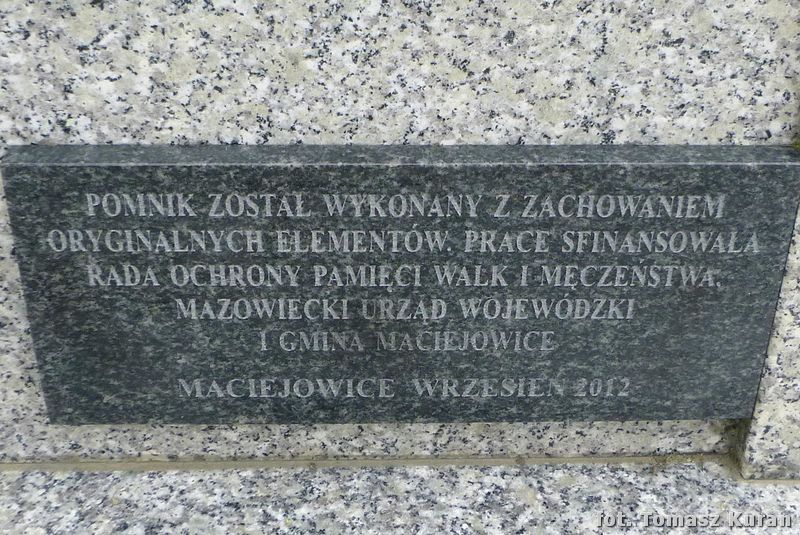 POMNIK ZOSTAŁ WYKONANY Z ZACHOWANIEM
ORYGINALNYCH ELEMENTÓW. PRACE SFINANSOWAŁA
RADA OCHRONY PAMIĘCI WALK I MĘCZEŃSTWA,
MAZOWIECKI URZĄD WOJEWÓDZKI
I GMINA MACIEJOWICE
MACIEJOWICE WRZESIEŃ 2012
fot. Tomasz Kuran